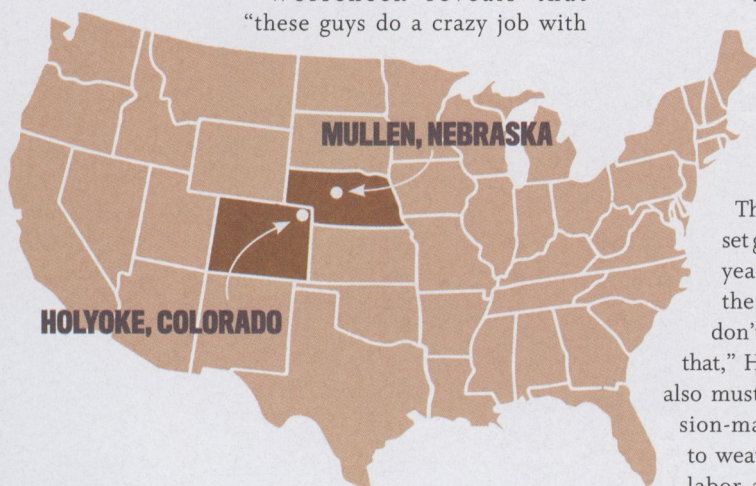 "these guys do a crazy job with
MULLEN, NEBRASKA
HOLYOKE, COLORADO
Th
set g
yea
the
don't
that," H
also must
sion-ma
to wea